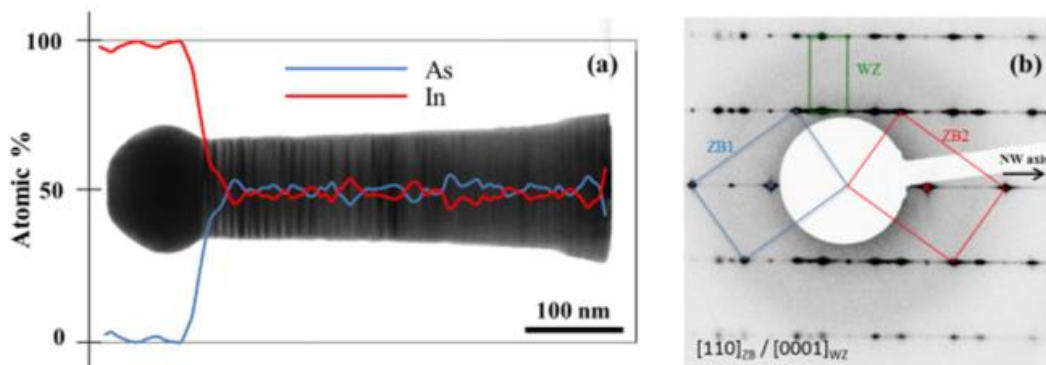 100
As
In
(a)
Atomic %
50
0
100 nm
(b)
WZ
ZB1
ZB2
NW axis
[110]ZB / [0001]WZ